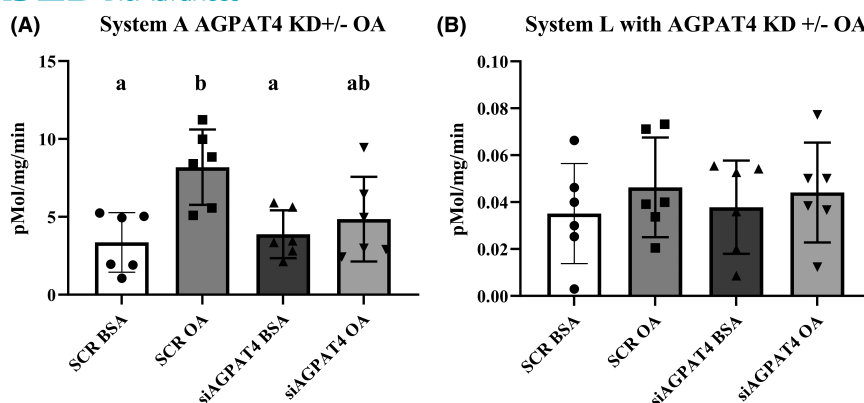 (A) System A AGPAT4 KD+/- OA
15
10
5
0
pMol/mg/min
a b a ab
SCR BSA
SCR OA
siAGPAT4 BSA
siAGPAT4 OA
(B) System L with AGPAT4 KD +/- OA
0.10
0.08
0.06
0.04
0.02
0.00
pMol/mg/min
SCR BSA
SCR OA
siAGPAT4 BSA
siAGPAT4 OA